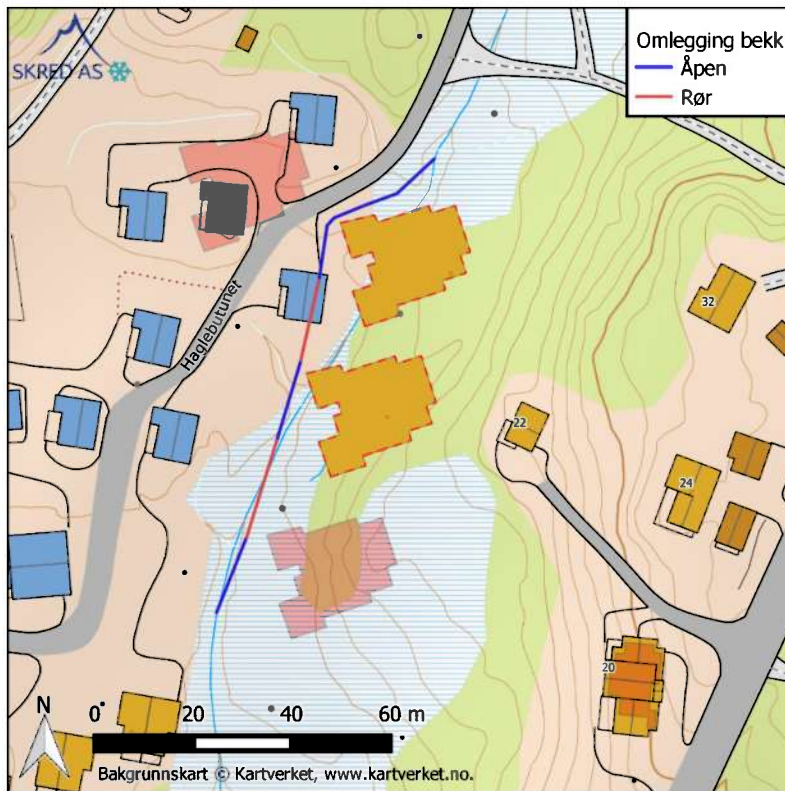 Omlegging bekk
Åpen
Rør
SKRED AS
Haglebutunet
32
22
24
20
N
0 20 40 60 m
Bakgrunnskart © Kartverket, www.kartverket.no.